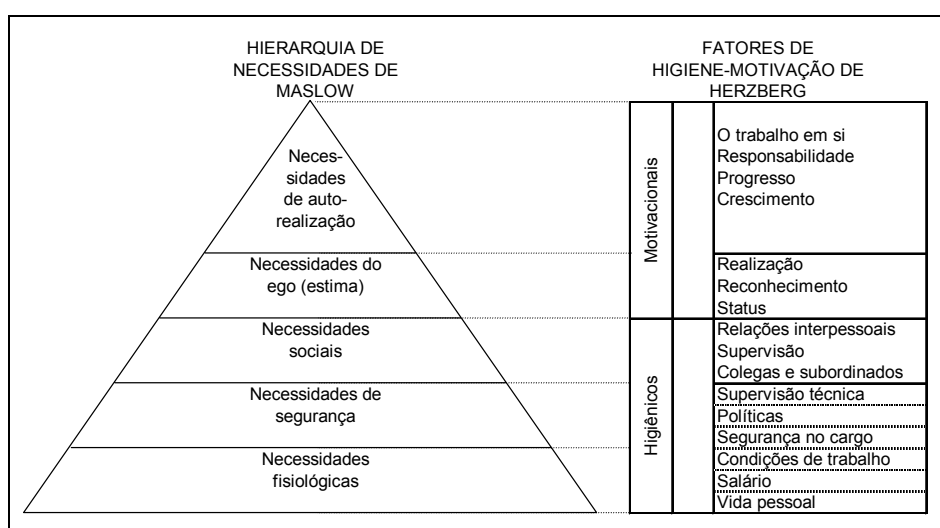 HIERARQUIA DE
NECESSIDADES DE
MASLOW
Neces-
sidades
de auto-
realização
Necessidades do
ego (estima)
Necessidades
sociais
Necessidades de
segurança
Necessidades
fisiológicas
FATORES DE
HIGIENE-MOTIVAÇÃO DE
HERZBERG
Motivacionais
O trabalho em si
Responsabilidade
Progresso
Crescimento
Realização
Reconhecimento
Status
Higiênicos
Relações interpessoais
Supervisão
Colegas e subordinados
Supervisão técnica
Políticas
Segurança no cargo
Condições de trabalho
Salário
Vida pessoal